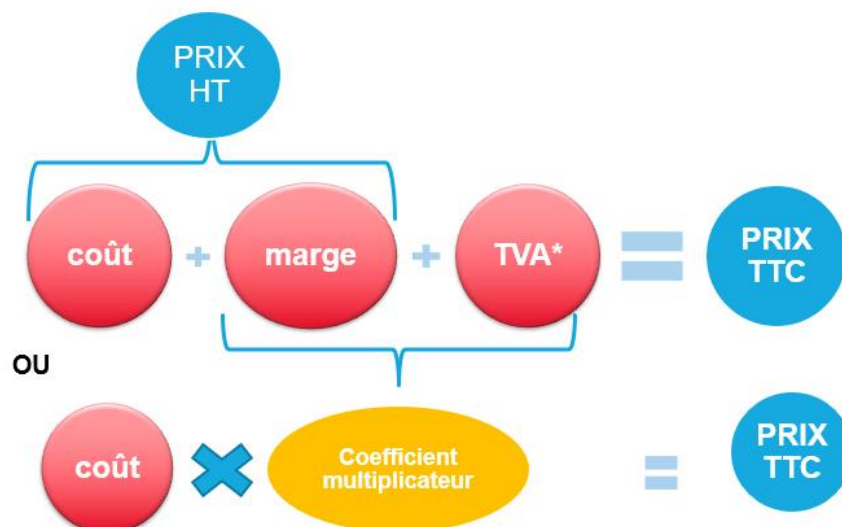 PRIX
HT
coût + marge + TVA* = PRIX
TTC
OU
coût × Coefficient
multiplicateur = PRIX
TTC